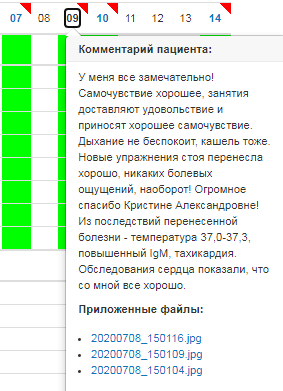 07 08 09 10 11 12 13 14
Комментарий пациента:
У меня все замечательно!
Самочувствие хорошее, занятия
доставляют удовольствие и
приносят хорошее самочувствие.
Дыхание не беспокоит, кашель тоже.
Новые упражнения стоя перенесла
хорошо, никаких болевых
ощущений, наоборот! Огромное
спасибо Кристине Александровне!
Из последствий перенесенной
болезни - температура 37,0-37,3,
повышенный IgM, тахикардия.
Обследования сердца показали, что
со мной все хорошо.
Приложенные файлы:
20200708_150116.jpg
20200708_150109.jpg
20200708_150104.jpg